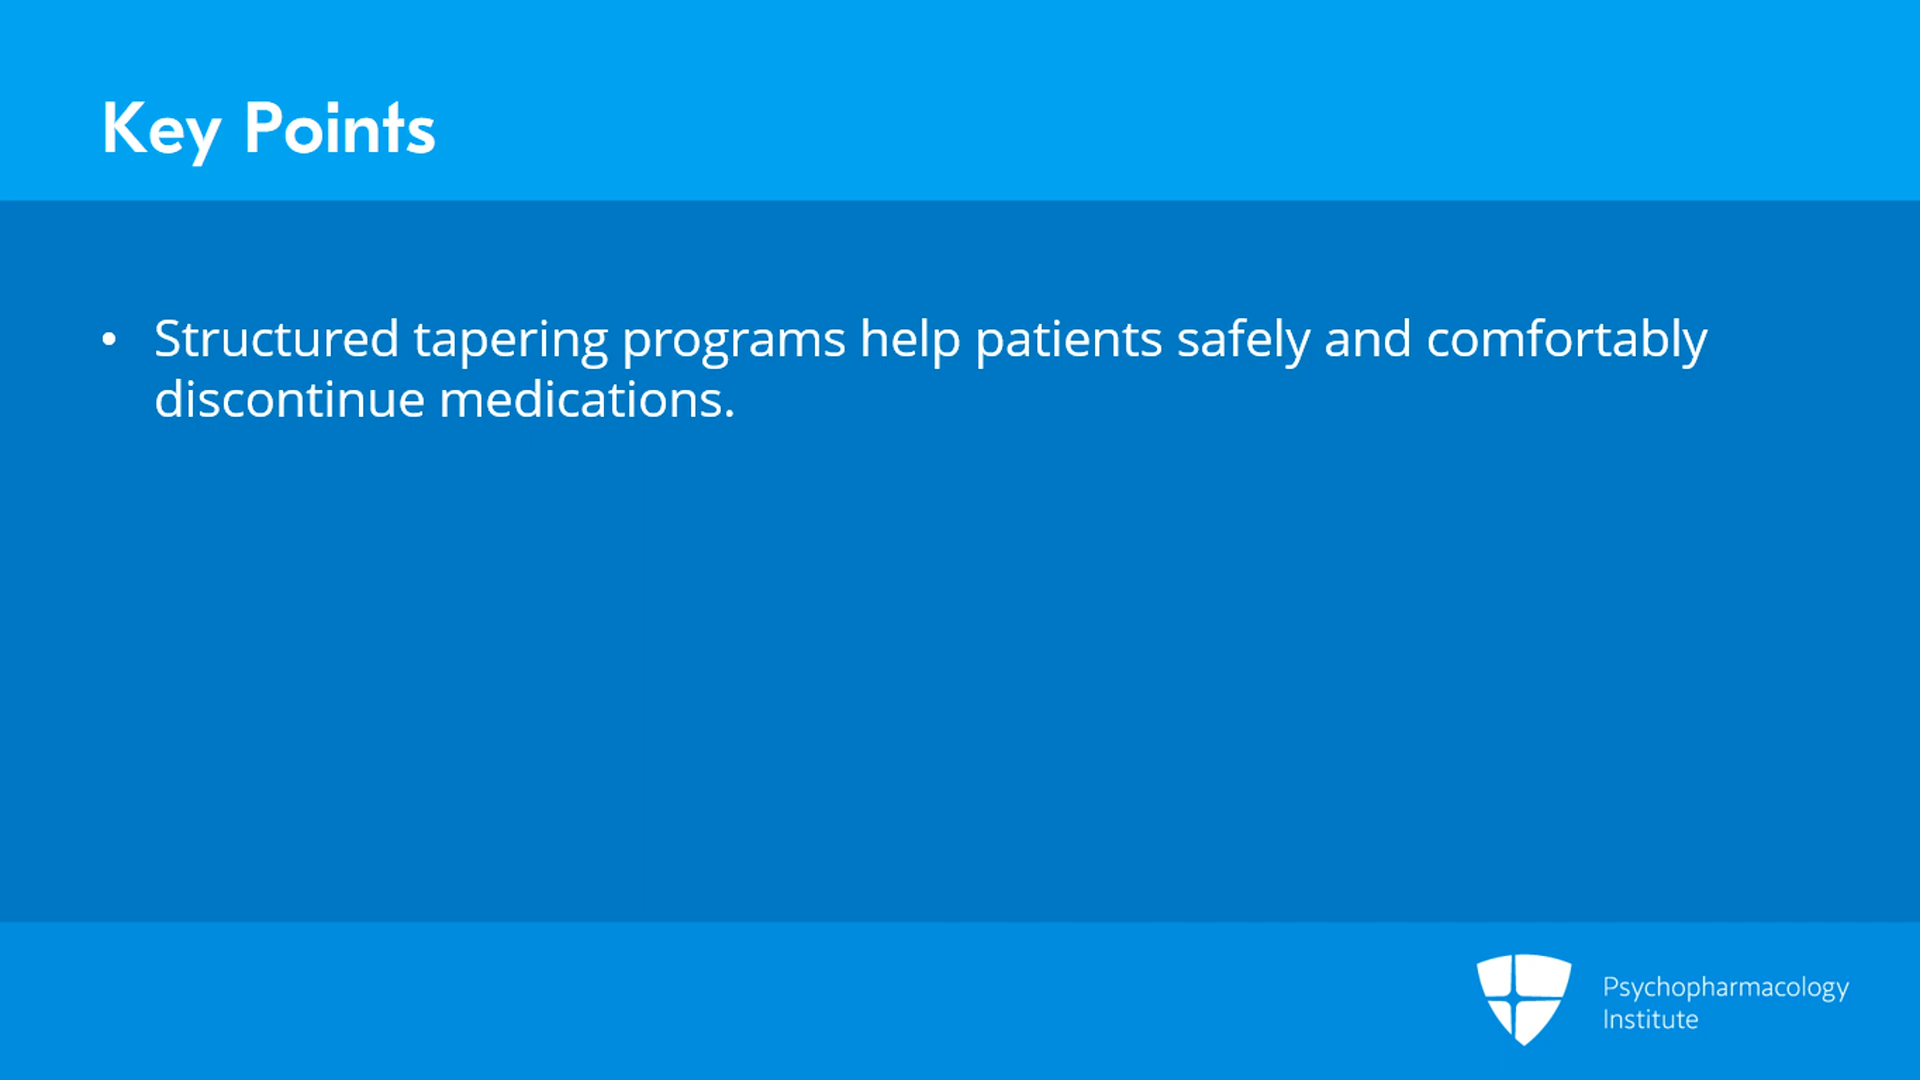 Key Points
• Structured tapering programs help patients safely and comfortably
discontinue medications.
Psychopharmacology
Institute